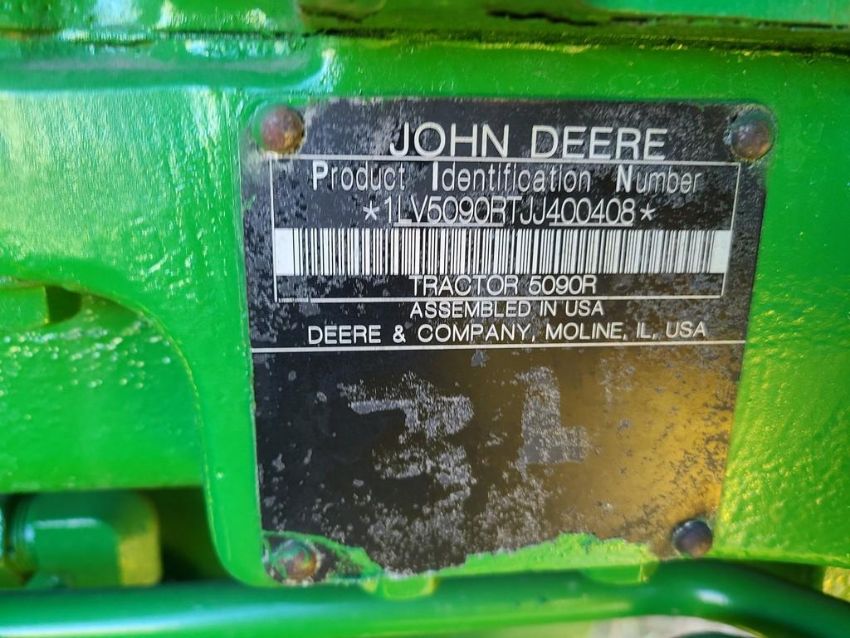 JOHN DEERE
Product Identification Number
*1LV5090RTJJ400408*
TRACTOR 5090R
ASSEMBLED IN USA
DEERE & COMPANY, MOLINE, IL, USA